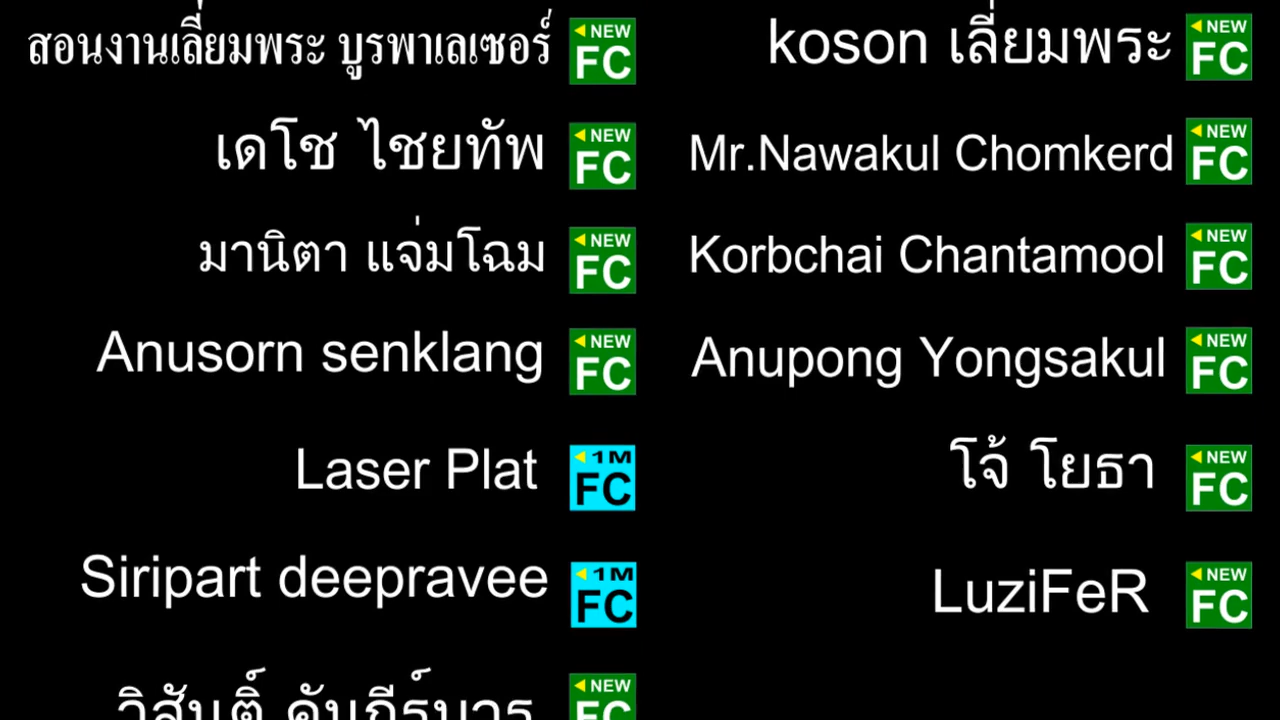 สอนงานเลี่ยมพระ บูรพาเลเซอร์ NEW FC
koson เลี่ยมพระ NEW FC
เดโช ไชยทัพ NEW FC
Mr.Nawakul Chomkerd NEW FC
มานิตา แจ่มโฉม NEW FC
Korbchai Chantamool NEW FC
Anusorn senklang NEW FC
Anupong Yongsakul NEW FC
Laser Plat 1M FC
โจ้ โยธา NEW FC
Siripart deepravee 1M FC
LuziFeR NEW FC
วิสันติ์ NEW FC